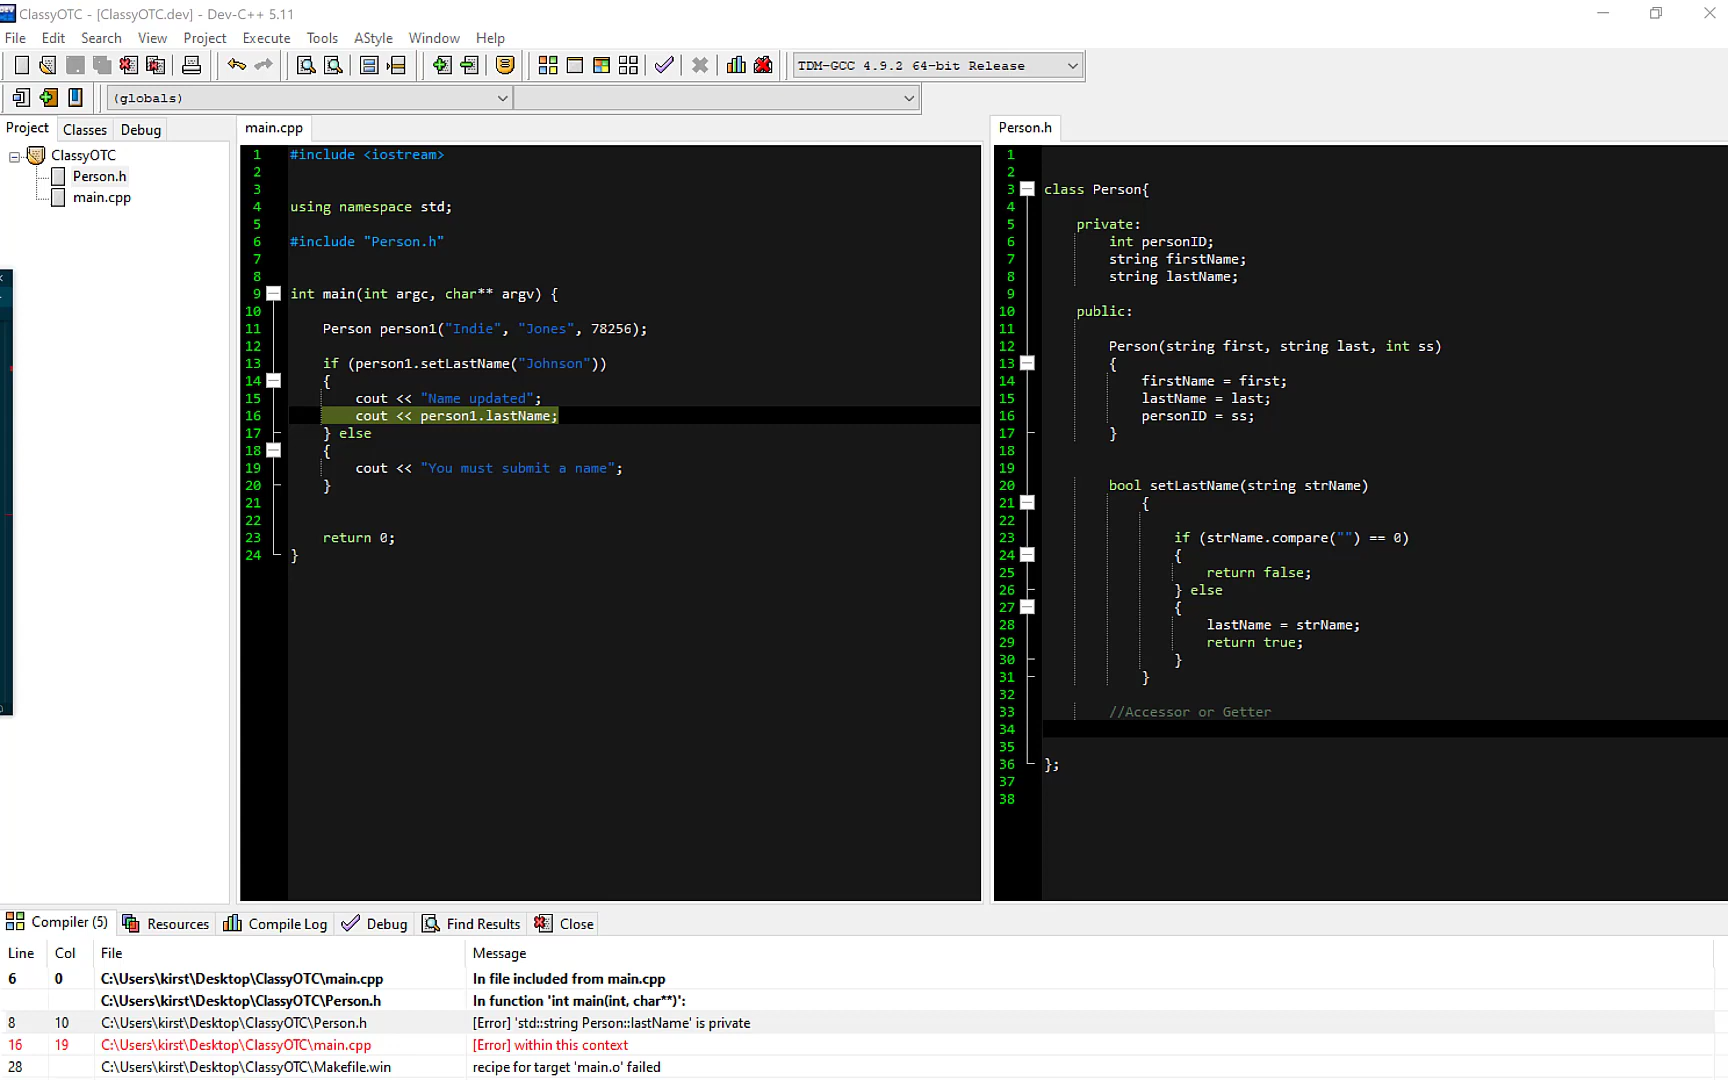 ClassyOTC - [ClassyOTC.dev] - Dev-C++ 5.11
File Edit Search View Project Execute Tools AStyle Window Help
TDM-GCC 4.9.2 64-bit Release
(globals)
Project Classes Debug
ClassyOTC
Person.h
main.cpp
main.cpp
1 #include <iostream>
2
3
4 using namespace std;
5
6 #include "Person.h"
7
8
9 int main(int argc, char** argv) {
10
11 Person person1("Indie", "Jones", 78256);
12
13 if (person1.setLastName("Johnson"))
14 {
15 cout << "Name updated";
16 cout << person1.lastName;
17 } else
18 {
19 cout << "You must submit a name";
20 }
21
22
23 return 0;
24 }
Person.h
1
2
3 class Person{
4
5 private:
6 int personID;
7 string firstName;
8 string lastName;
9
10 public:
11
12 Person(string first, string last, int ss)
13 {
14 firstName = first;
15 lastName = last;
16 personID = ss;
17 }
18
19
20 bool setLastName(string strName)
21 {
22
23 if (strName.compare("") == 0)
24 {
25 return false;
26 } else
27 {
28 lastName = strName;
29 return true;
30 }
31 }
32
33 //Accessor or Getter
34
35
36 };
37
38
Compiler (5) Resources Compile Log Debug Find Results Close
Line Col File Message
6 0 C:\Users\kirst\Desktop\ClassyOTC\main.cpp In file included from main.cpp
C:\Users\kirst\Desktop\ClassyOTC\Person.h In function 'int main(int, char**)':
8 10 C:\Users\kirst\Desktop\ClassyOTC\Person.h [Error] 'std::string Person::lastName' is private
16 19 C:\Users\kirst\Desktop\ClassyOTC\main.cpp [Error] within this context
28 C:\Users\kirst\Desktop\ClassyOTC\Makefile.win recipe for target 'main.o' failed